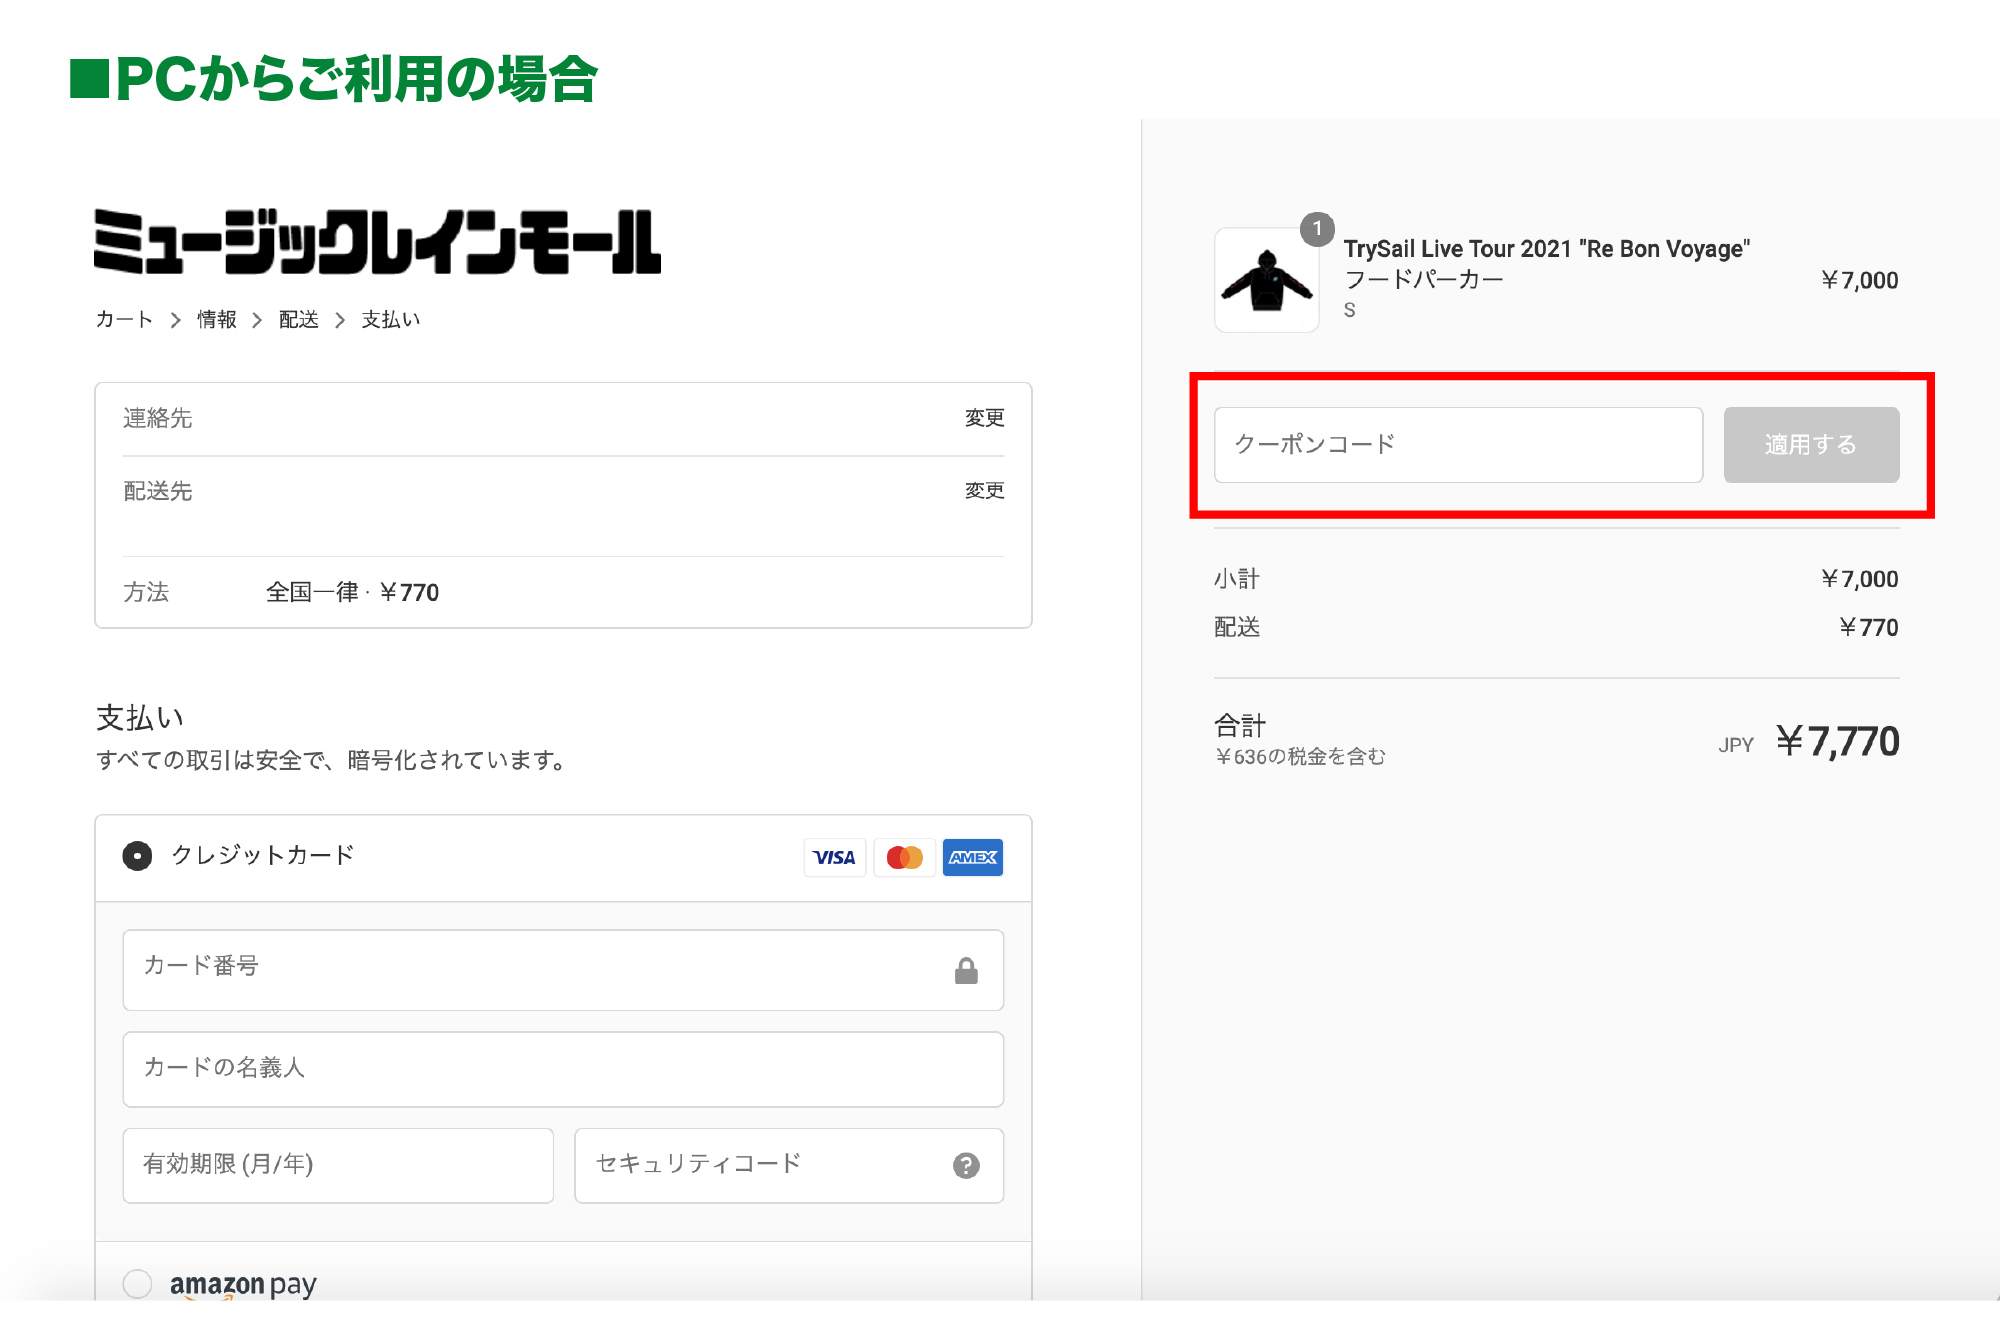 ■PCからご利用の場合
ミュージックレインモール
カート > 情報 > 配送 > 支払い
連絡先 変更
配送先 変更
方法 全国一律 · ￥770
支払い
すべての取引は安全で、暗号化されています。
クレジットカード VISA AMEX
カード番号
カードの名義人
有効期限 (月/年) セキュリティコード ?
amazon pay
1
TrySail Live Tour 2021 "Re Bon Voyage"
フードパーカー ￥7,000
S
クーポンコード 適用する
小計 ￥7,000
配送 ￥770
合計 JPY ￥7,770
￥636の税金を含む